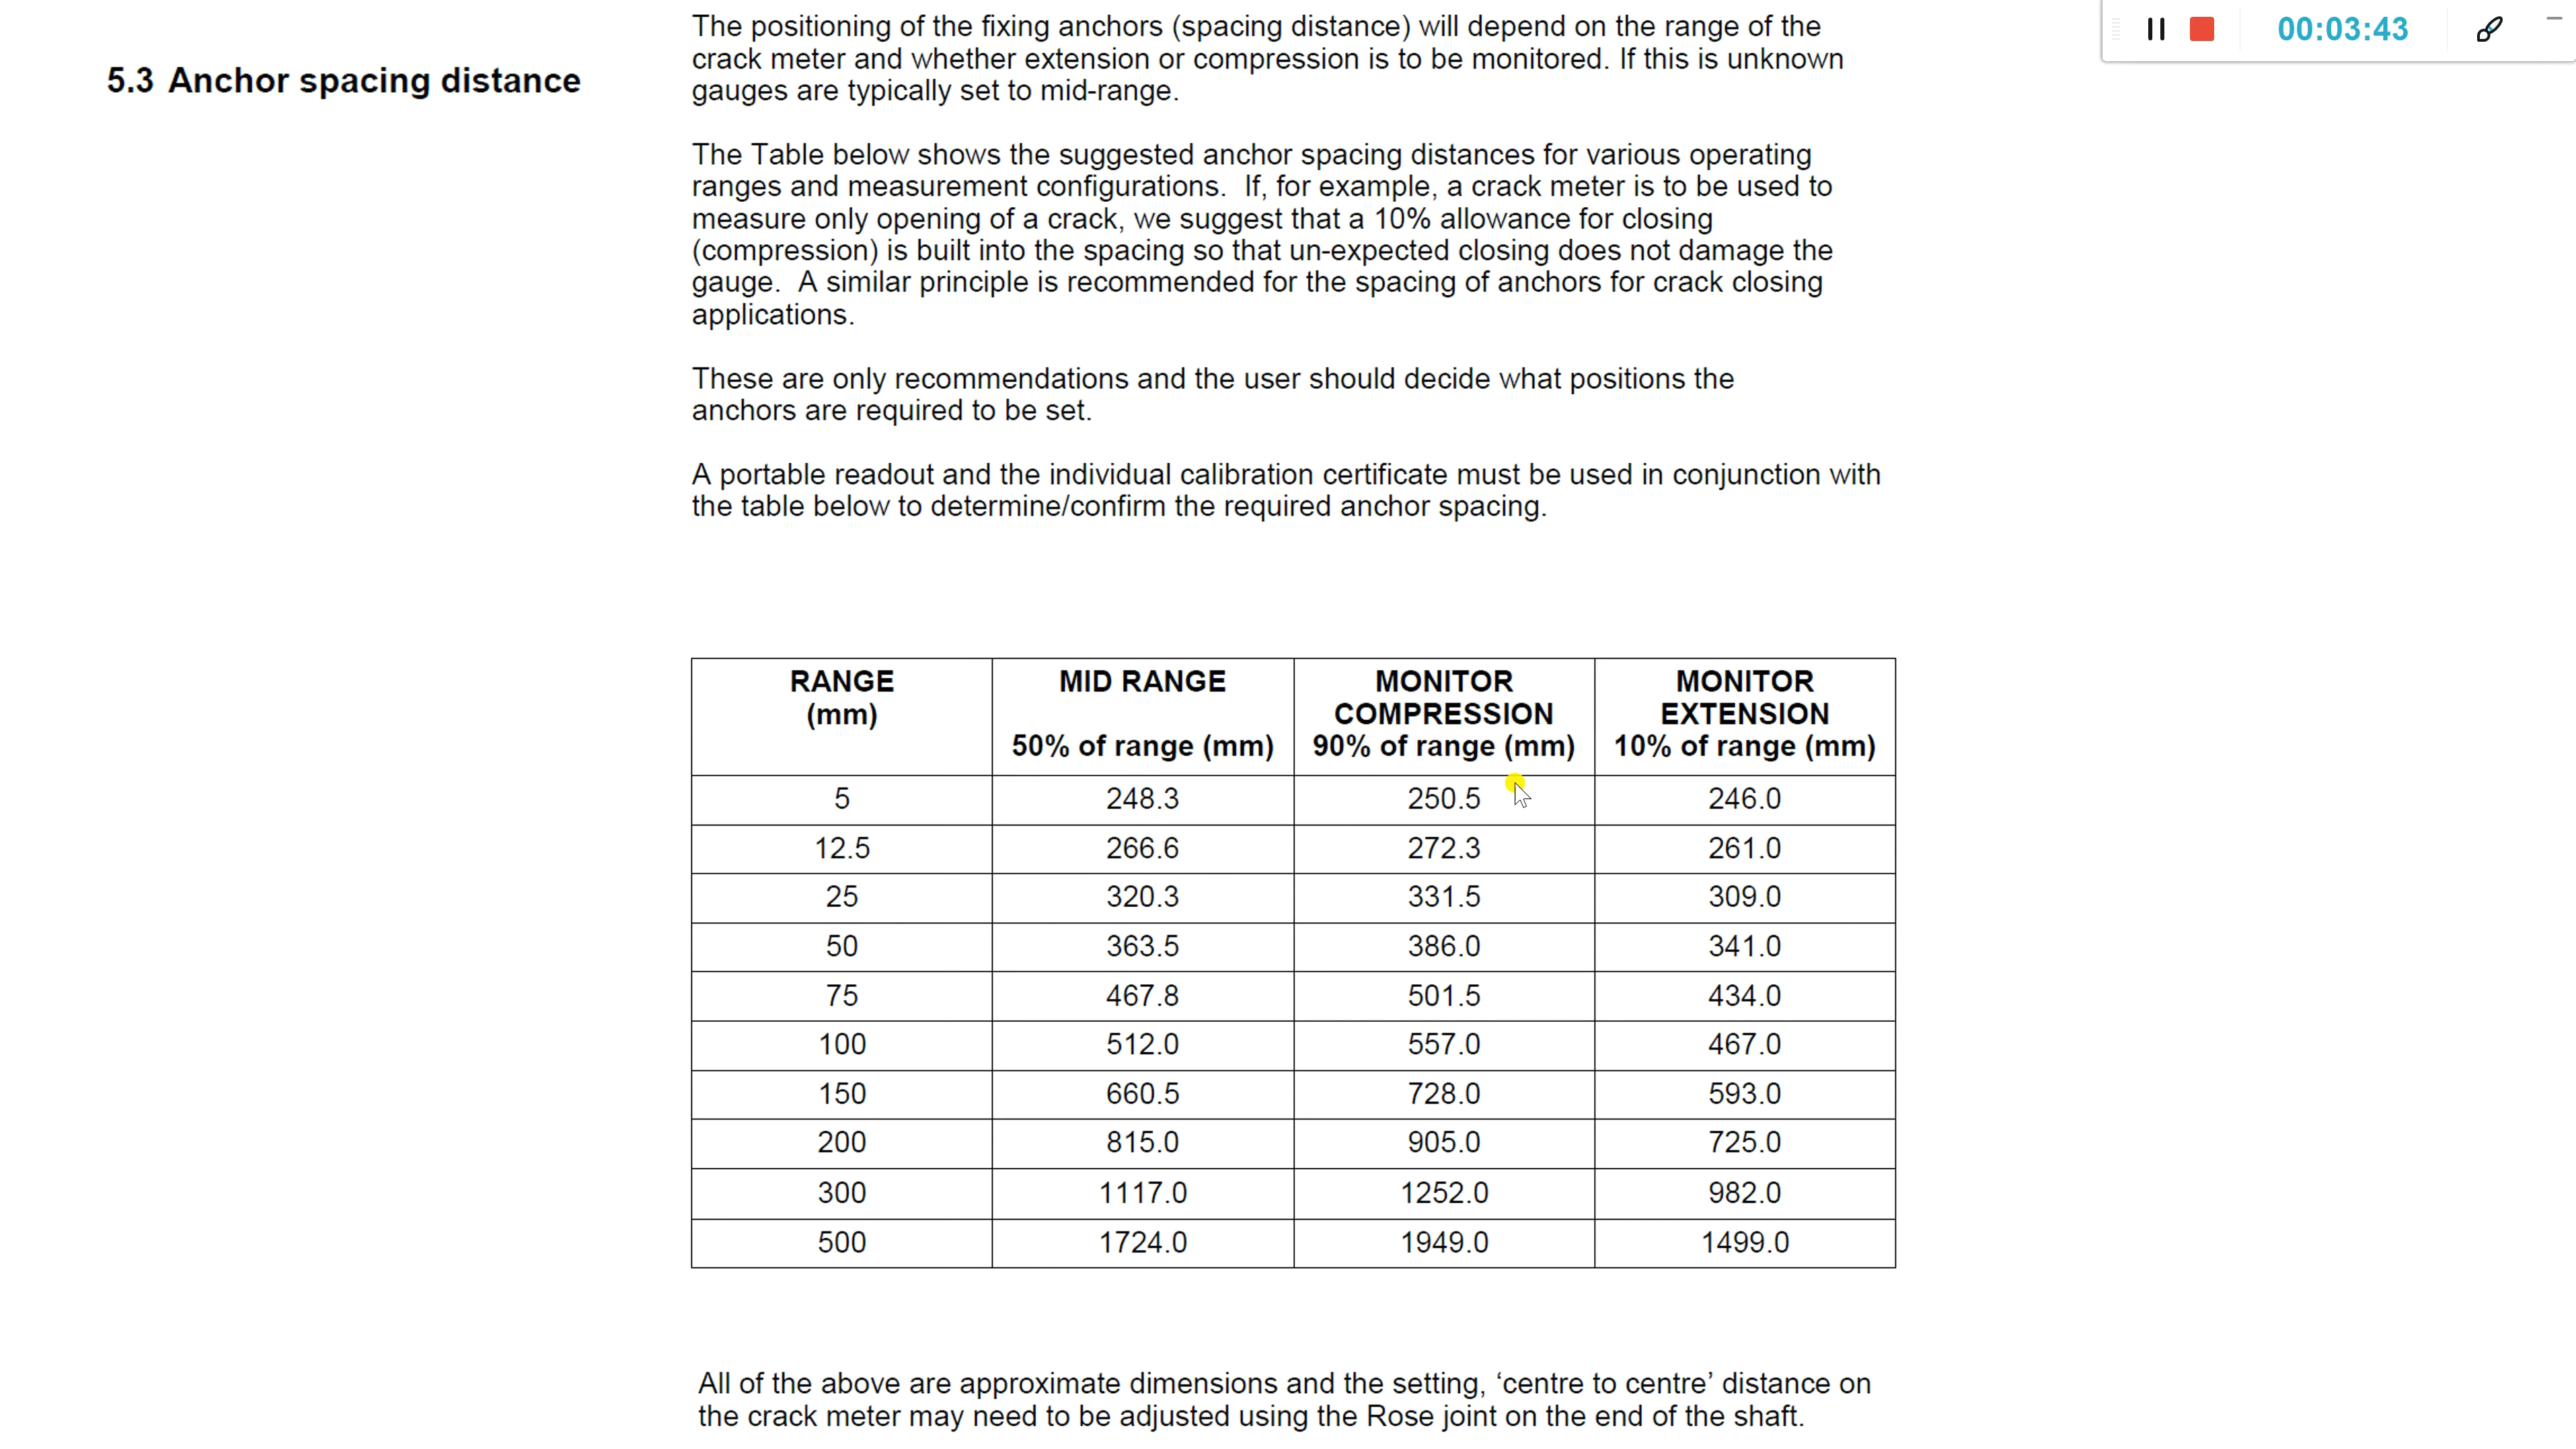 00:03:43
5.3 Anchor spacing distance
The positioning of the fixing anchors (spacing distance) will depend on the range of the
crack meter and whether extension or compression is to be monitored. If this is unknown
gauges are typically set to mid-range.
The Table below shows the suggested anchor spacing distances for various operating
ranges and measurement configurations.  If, for example, a crack meter is to be used to
measure only opening of a crack, we suggest that a 10% allowance for closing
(compression) is built into the spacing so that un-expected closing does not damage the
gauge.  A similar principle is recommended for the spacing of anchors for crack closing
applications.
These are only recommendations and the user should decide what positions the
anchors are required to be set.
A portable readout and the individual calibration certificate must be used in conjunction with
the table below to determine/confirm the required anchor spacing.
RANGE MID RANGE MONITOR MONITOR
(mm) COMPRESSION EXTENSION
50% of range (mm) 90% of range (mm) 10% of range (mm)
5 248.3 250.5 246.0
12.5 266.6 272.3 261.0
25 320.3 331.5 309.0
50 363.5 386.0 341.0
75 467.8 501.5 434.0
100 512.0 557.0 467.0
150 660.5 728.0 593.0
200 815.0 905.0 725.0
300 1117.0 1252.0 982.0
500 1724.0 1949.0 1499.0
All of the above are approximate dimensions and the setting, ‘centre to centre’ distance on
the crack meter may need to be adjusted using the Rose joint on the end of the shaft.